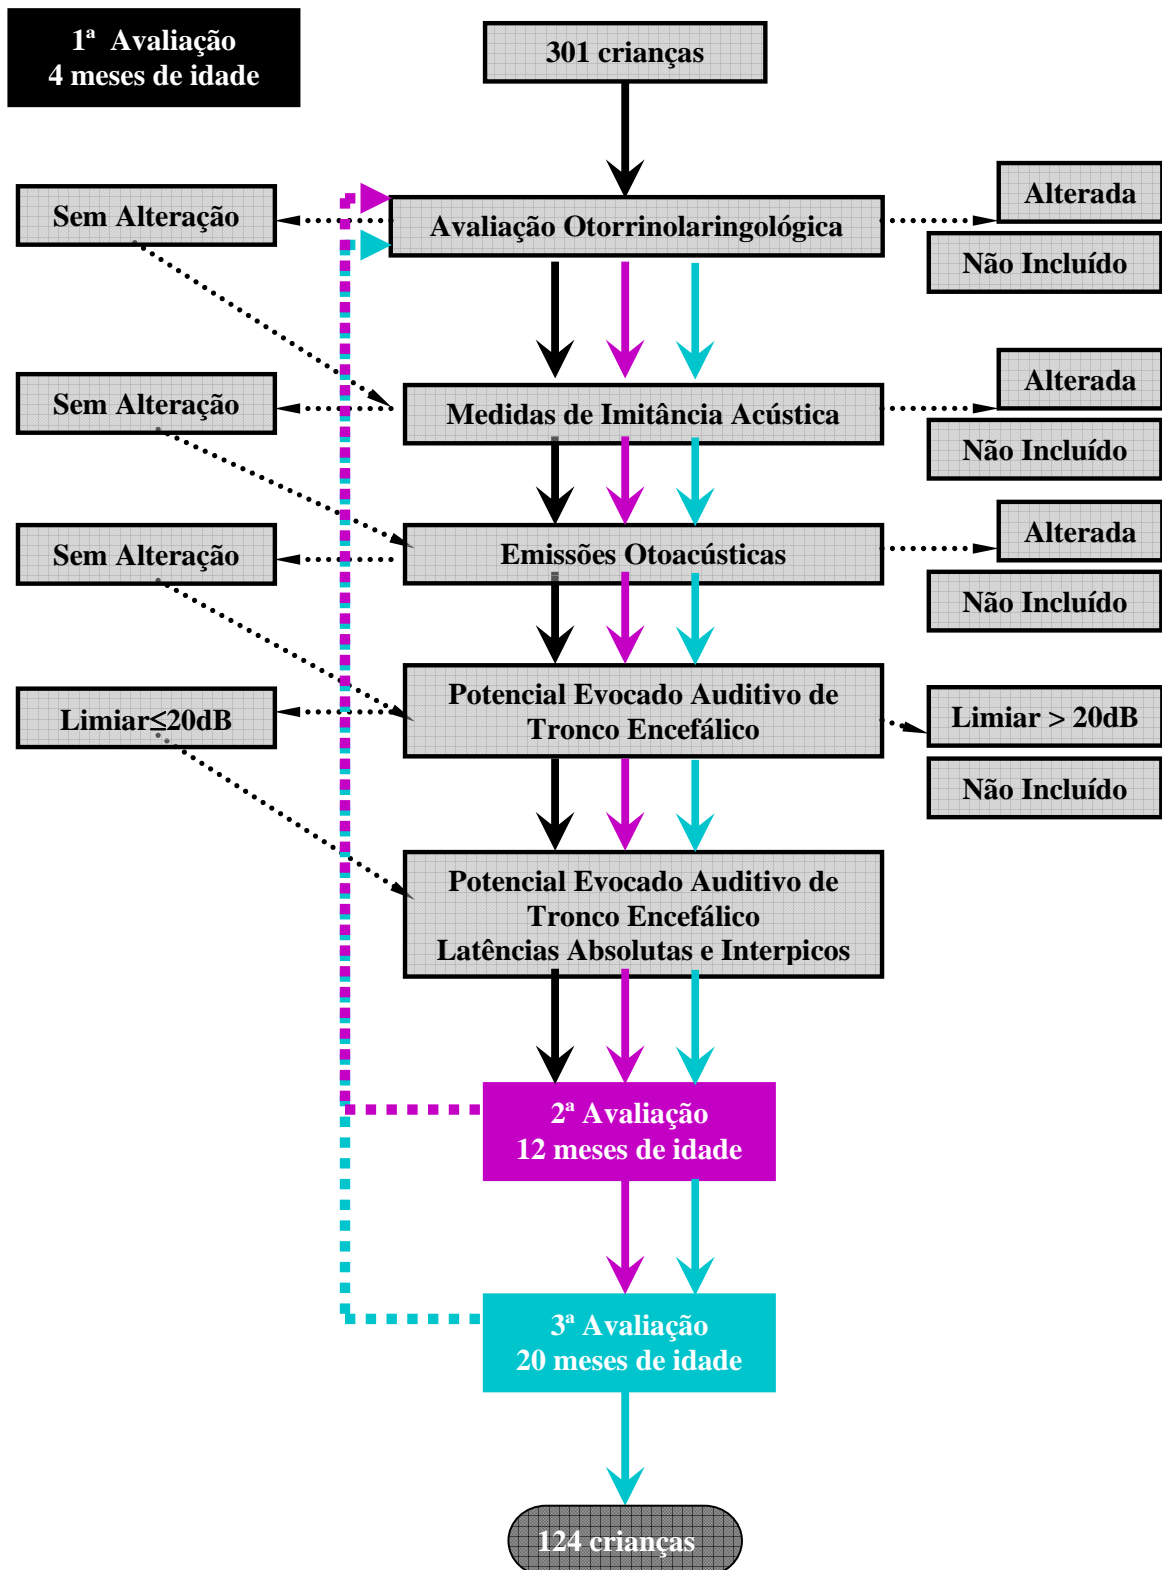 1ª Avaliação
4 meses de idade
301 crianças
Sem Alteração
Avaliação Otorrinolaringológica
Alterada
Não Incluído
Sem Alteração
Medidas de Imitância Acústica
Alterada
Não Incluído
Sem Alteração
Emissões Otoacústicas
Alterada
Não Incluído
Limiar≤20dB
Potencial Evocado Auditivo de
Tronco Encefálico
Limiar > 20dB
Não Incluído
Potencial Evocado Auditivo de
Tronco Encefálico
Latências Absolutas e Interpicos
2ª Avaliação
12 meses de idade
3ª Avaliação
20 meses de idade
124 crianças